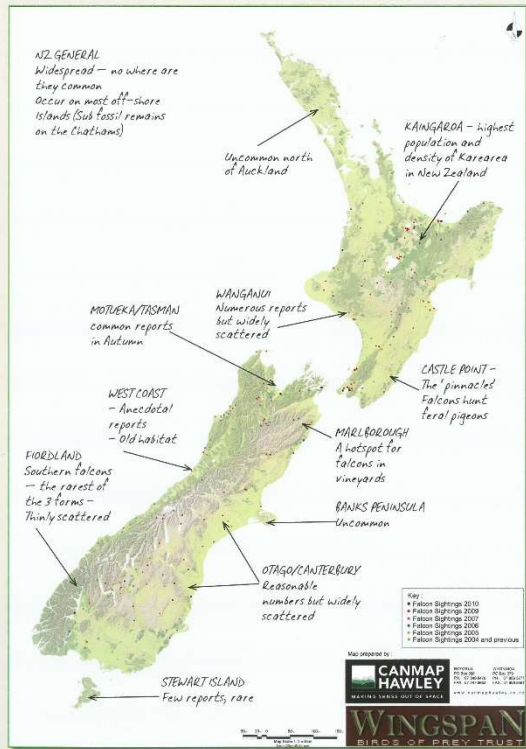 NZ GENERAL
Widespread – no where are
they common
Occur on most off-shore
Islands (Sub fossil remains
on the Chathams)
Uncommon north
of Auckland
KAINGAROA – highest
population and
density of Karearea
in New Zealand
WANGANUI
Numerous reports
but widely
scattered
MOTUEKA/TASMAN
common reports
in Autumn
CASTLE POINT –
The 'pinnacles'
Falcons hunt
feral pigeons
WEST COAST
- Anecdotal
reports
- Old habitat
MARLBOROUGH
A hotspot for
falcons in
vineyards
FIORDLAND
Southern falcons
– the rarest of
the 3 forms –
Thinly scattered
BANKS PENINSULA
Uncommon
OTAGO/CANTERBURY
Reasonable
numbers but widely
scattered
STEWART ISLAND
Few reports, rare
Key :
Falcon Sightings 2010
Falcon Sightings 2009
Falcon Sightings 2007
Falcon Sightings 2006
Falcon Sightings 2005
Falcon Sightings 2004 and previous
Map prepared by :
CANMAP
HAWLEY
MAKING SENSE OUT OF SPACE
WINGSPAN
BIRDS OF PREY TRUST